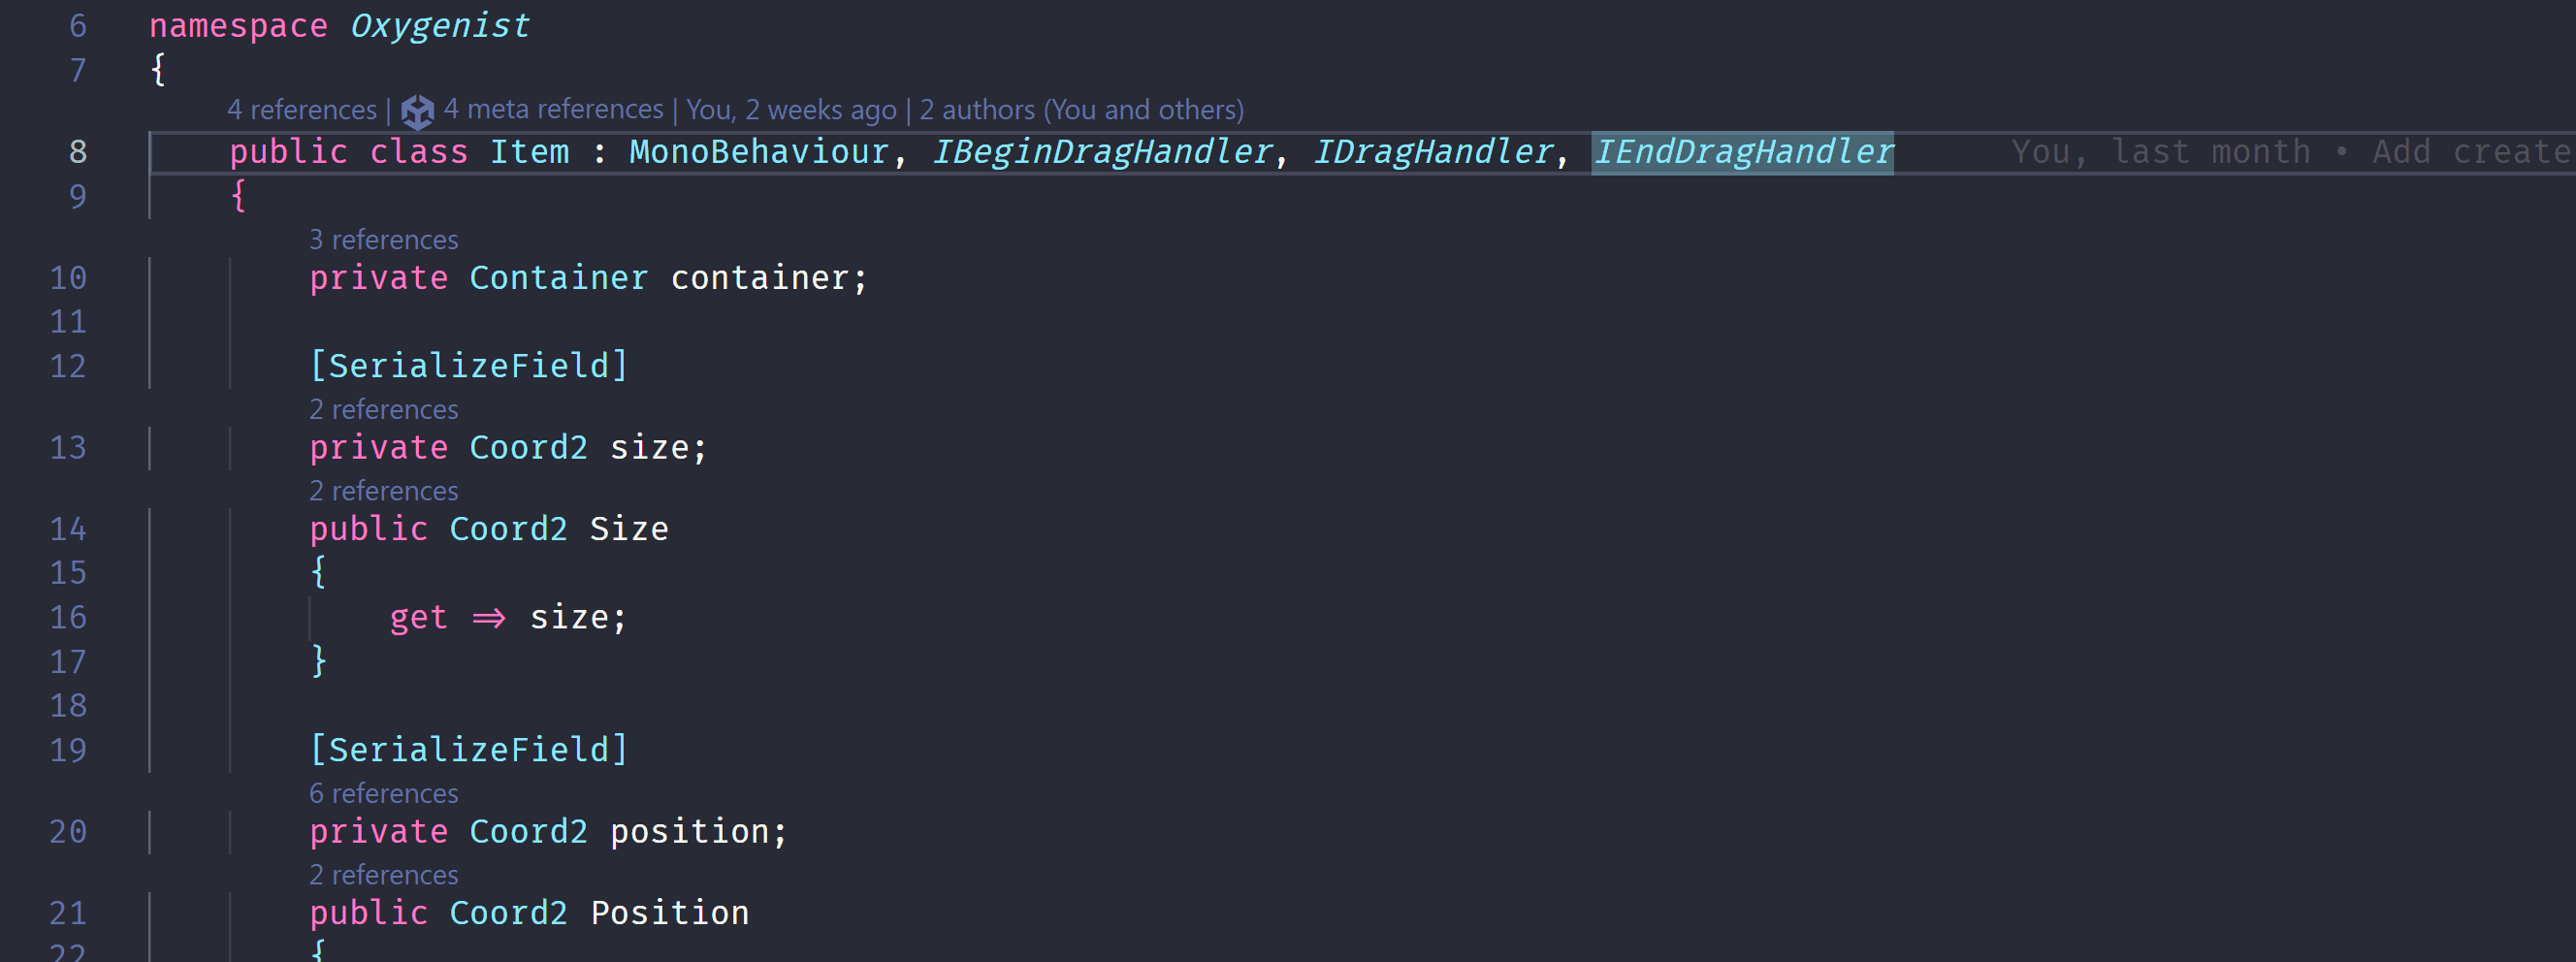 6 namespace Oxygenist
7 {
4 references | 4 meta references | You, 2 weeks ago | 2 authors (You and others)
8 public class Item : MonoBehaviour, IBeginDragHandler, IDragHandler, IEndDragHandler You, last month • Add create
9 {
3 references
10 private Container container;
11
12 [SerializeField]
2 references
13 private Coord2 size;
2 references
14 public Coord2 Size
15 {
16 get => size;
17 }
18
19 [SerializeField]
6 references
20 private Coord2 position;
2 references
21 public Coord2 Position
22 {